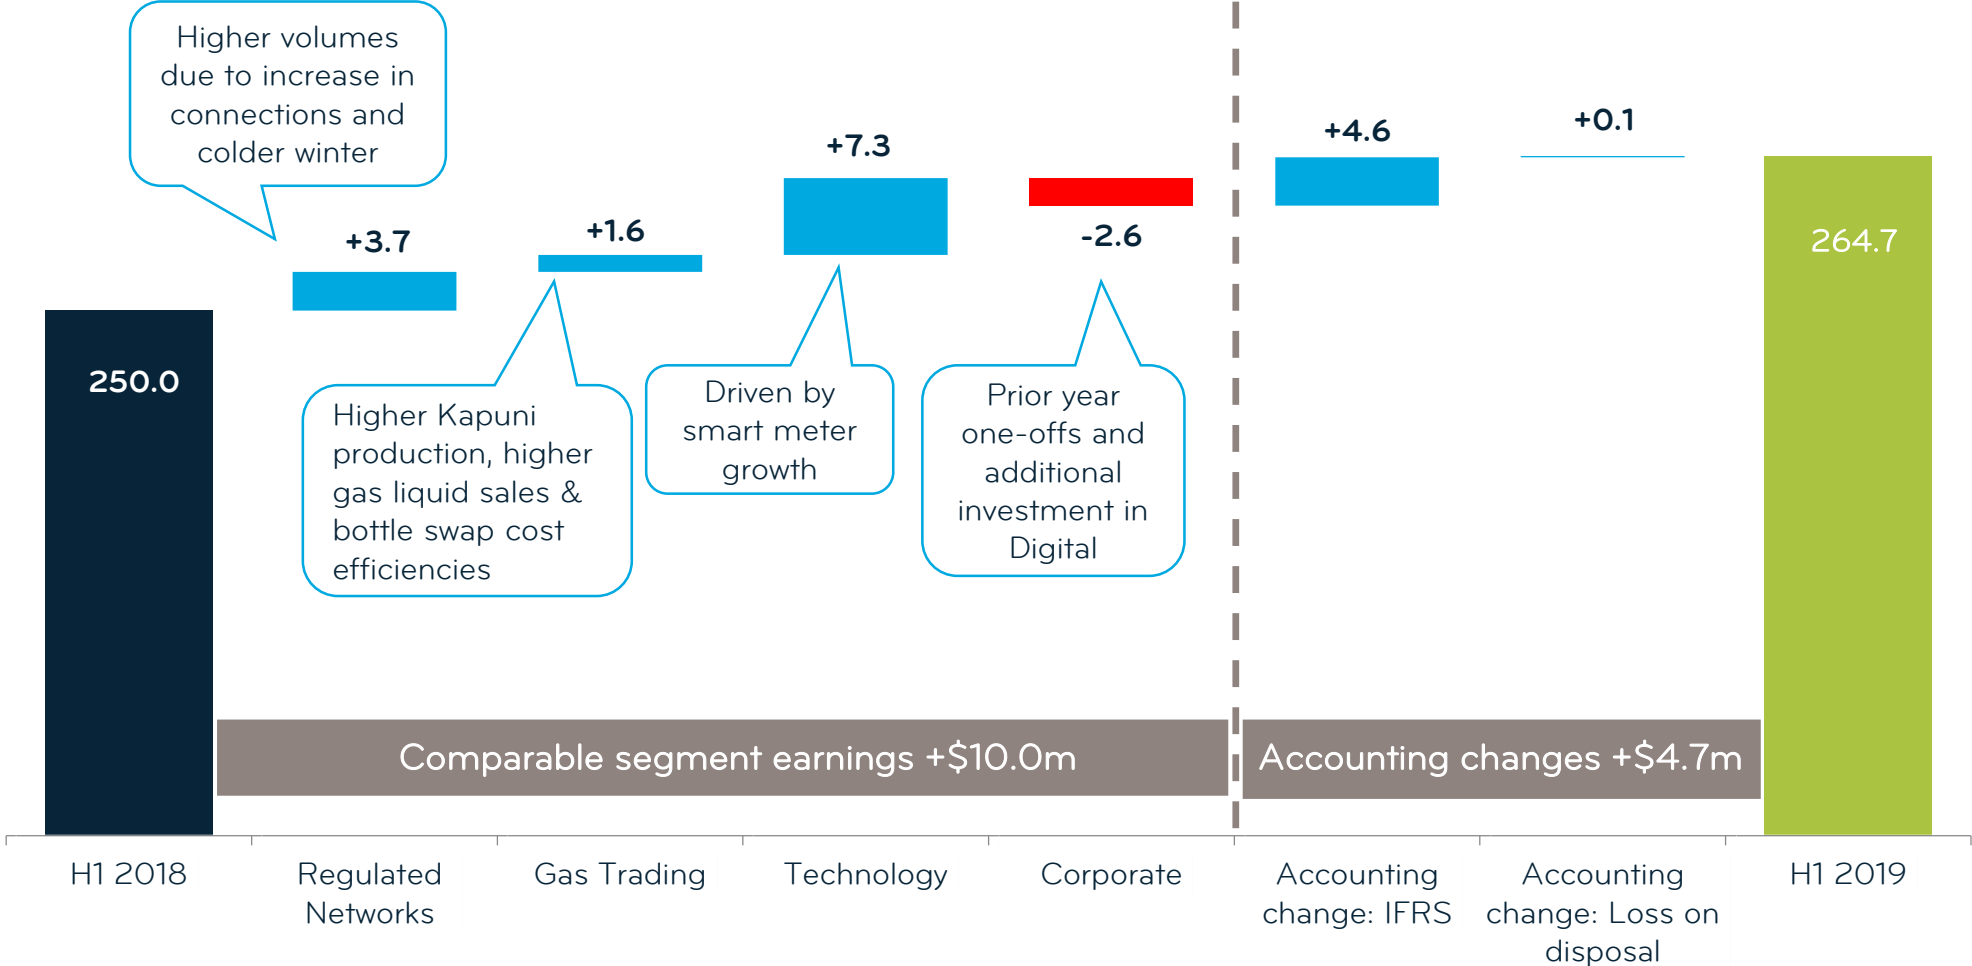 Higher volumes
due to increase in
connections and
colder winter
+3.7
+1.6
+7.3
-2.6
+4.6
+0.1
250.0
264.7
Higher Kapuni
production, higher
gas liquid sales &
bottle swap cost
efficiencies
Driven by
smart meter
growth
Prior year
one-offs and
additional
investment in
Digital
Comparable segment earnings +$10.0m
Accounting changes +$4.7m
H1 2018
Regulated
Networks
Gas Trading
Technology
Corporate
Accounting
change: IFRS
Accounting
change: Loss on
disposal
H1 2019